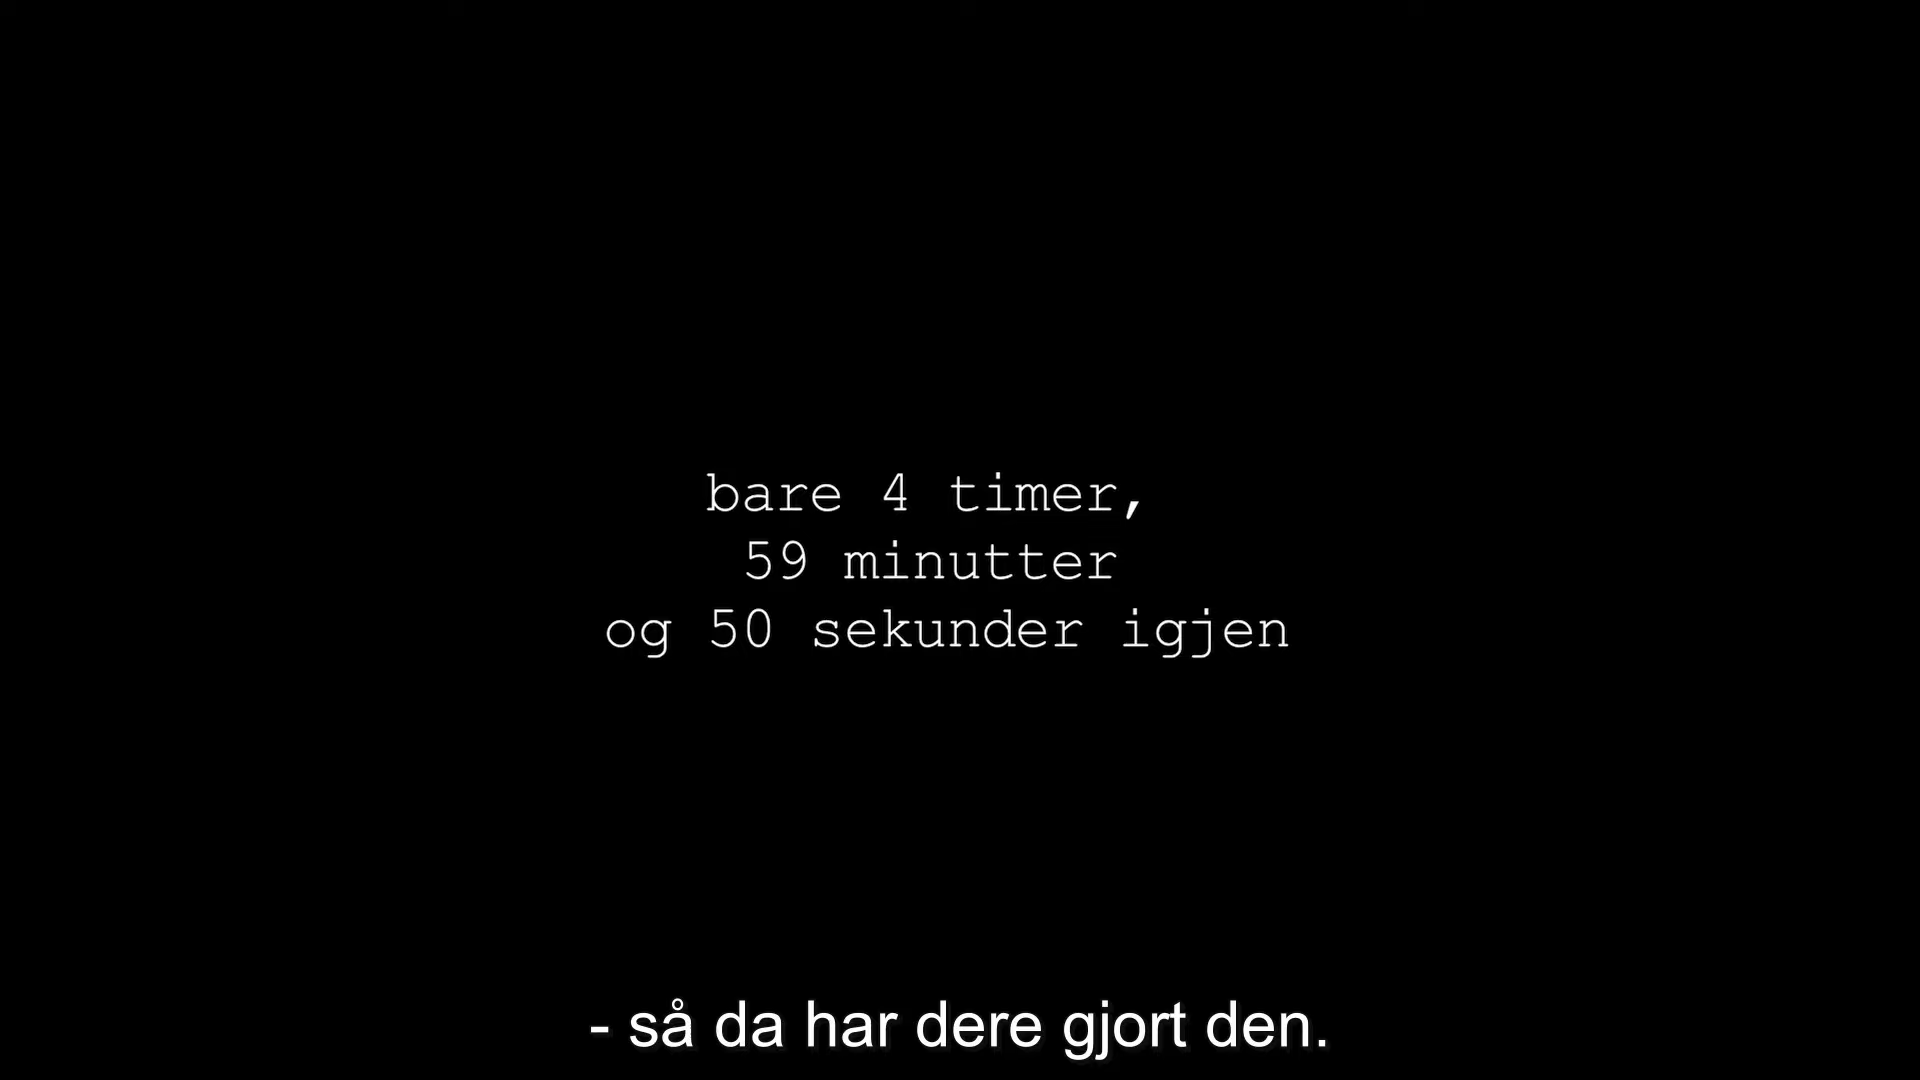 bare 4 timer,
59 minutter
og 50 sekunder igjen
- så da har dere gjort den.